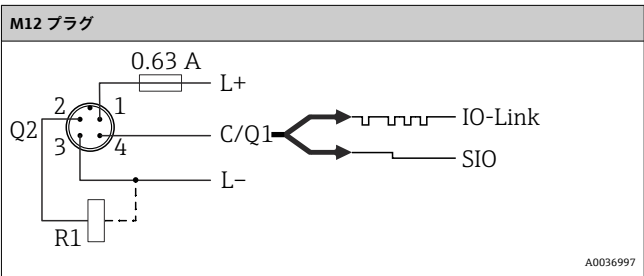 M12 プラグ
0.63 A
L+
2 1
Q2
C/Q1
IO-Link
3 4
SIO
L−
R1
A0036997